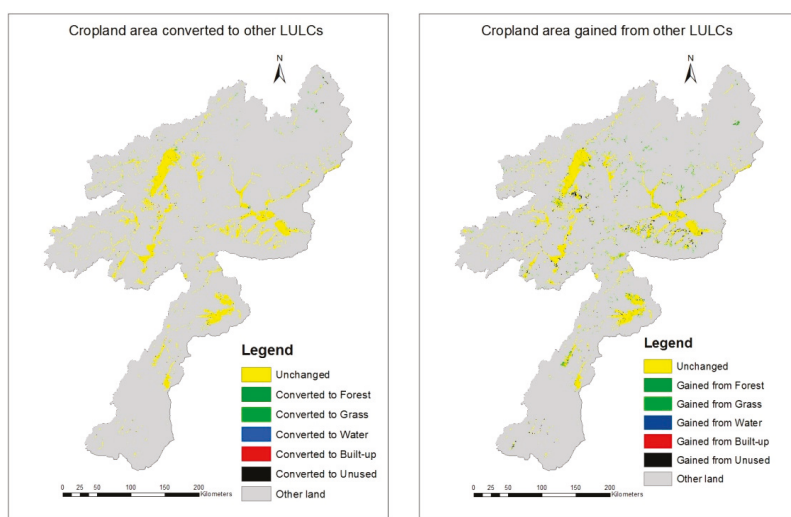 Cropland area converted to other LULCs
N
Legend
Unchanged
Converted to Forest
Converted to Grass
Converted to Water
Converted to Built-up
Converted to Unused
Other land
0 25 50 100 150 200
Kilometers
Cropland area gained from other LULCs
N
Legend
Unchanged
Gained from Forest
Gained from Grass
Gained from Water
Gained from Built-up
Gained from Unused
Other land
0 25 50 100 150 200
Kilometers